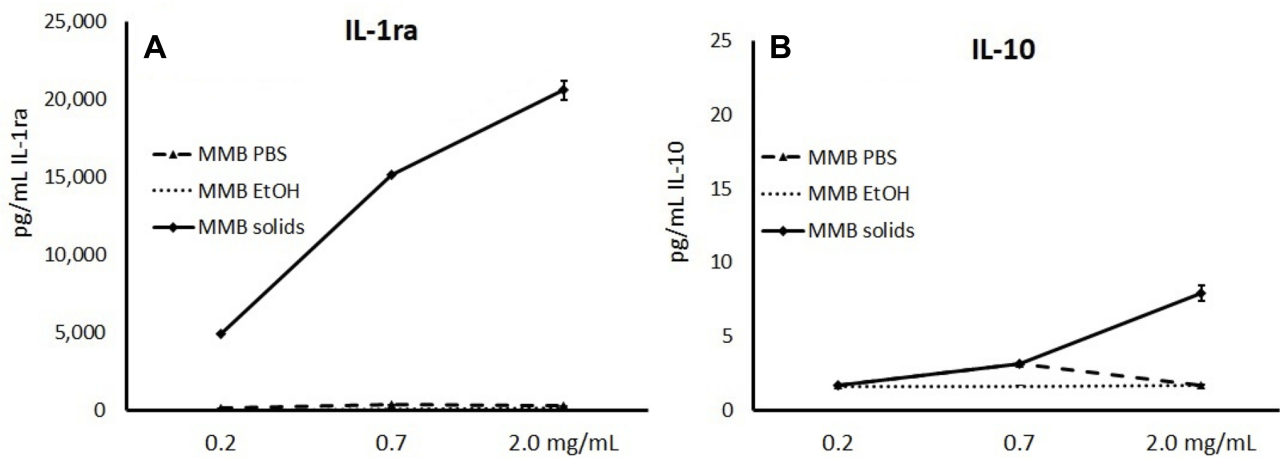 A
IL-1ra
25,000
20,000
15,000
10,000
5,000
0
pg/mL IL-1ra
MMB PBS
MMB EtOH
MMB solids
0.2 0.7 2.0 mg/mL
B
IL-10
25
20
15
10
5
0
pg/mL IL-10
MMB PBS
MMB EtOH
MMB solids
0.2 0.7 2.0 mg/mL